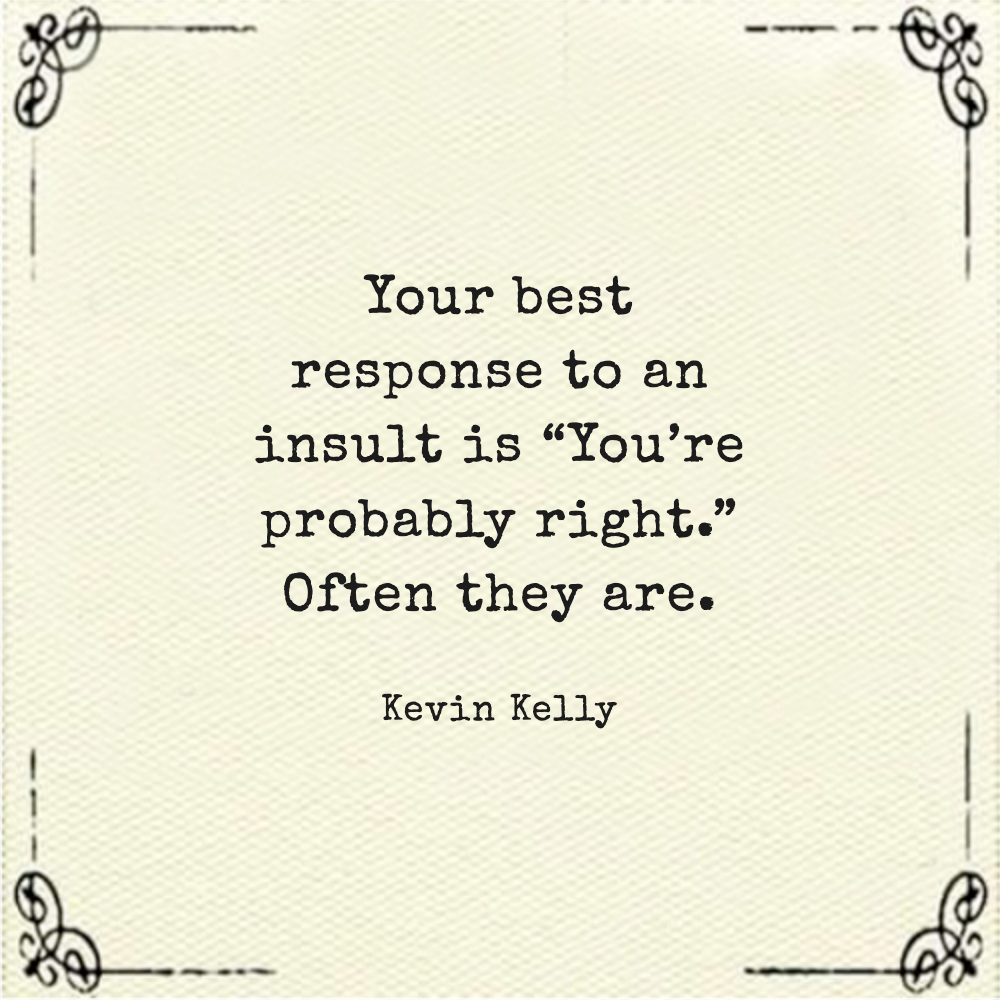 Your best
response to an
insult is “You’re
probably right.”
Often they are.
Kevin Kelly